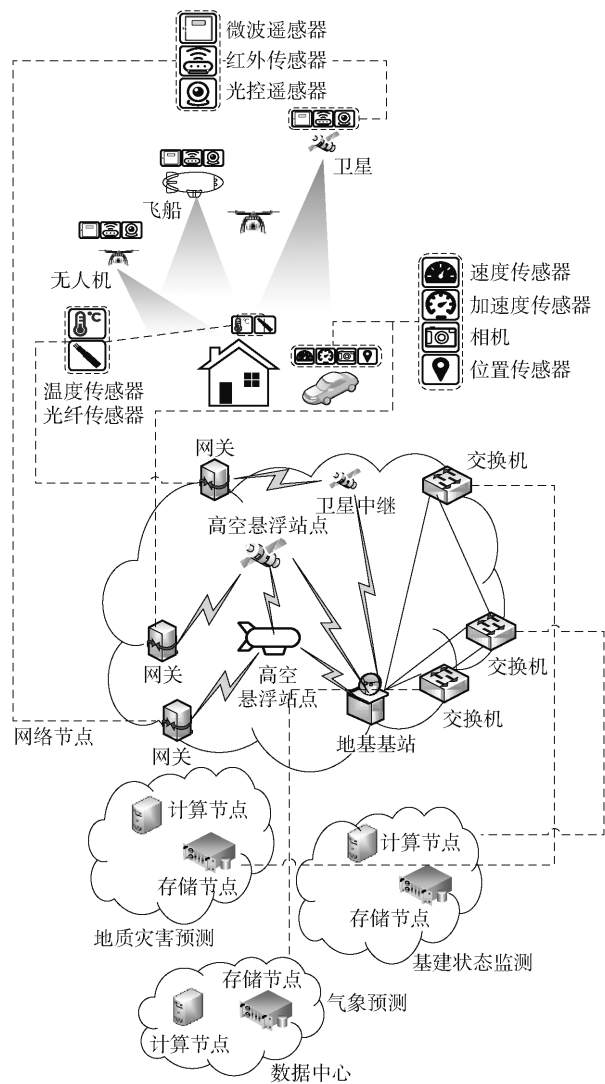 微波遥感器
红外传感器
光控遥感器
卫星
飞船
无人机
速度传感器
加速度传感器
相机
位置传感器
℃
℃
温度传感器
光纤传感器
网关
卫星中继
交换机
高空悬浮站点
网关
高空
悬浮站点
交换机
网络节点
网关
地基基站
交换机
计算节点
存储节点
地质灾害预测
计算节点
存储节点
基建状态监测
存储节点
计算节点
气象预测
数据中心